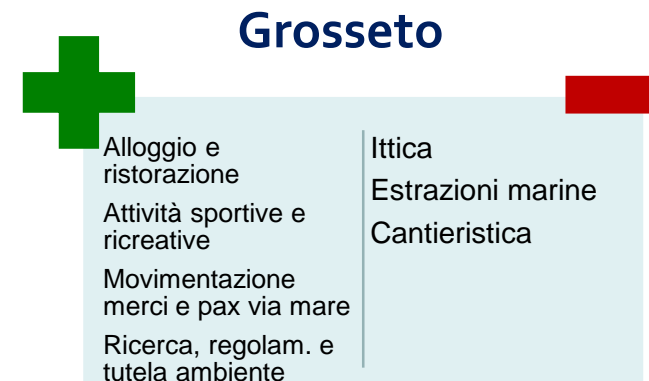 Grosseto
Alloggio e
ristorazione
Attività sportive e
ricreative
Movimentazione
merci e pax via mare
Ricerca, regolam. e
tutela ambiente
Ittica
Estrazioni marine
Cantieristica